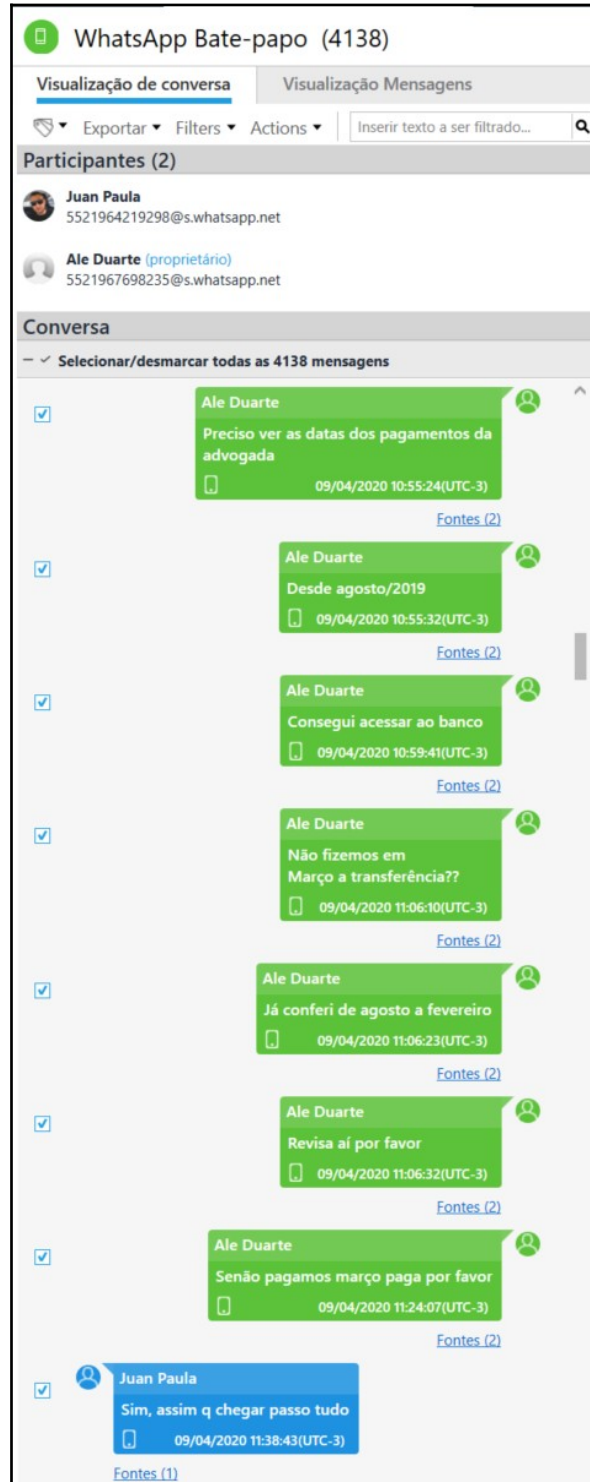 WhatsApp Bate-papo (4138)
Visualização de conversa
Visualização Mensagens
Exportar Filters Actions Inserir texto a ser filtrado...
Participantes (2)
Juan Paula
5521964219298@s.whatsapp.net
Ale Duarte (proprietário)
5521967698235@s.whatsapp.net
Conversa
Selecionar/desmarcar todas as 4138 mensagens
Ale Duarte
Preciso ver as datas dos pagamentos da
advogada
09/04/2020 10:55:24(UTC-3)
Fontes (2)
Ale Duarte
Desde agosto/2019
09/04/2020 10:55:32(UTC-3)
Fontes (2)
Ale Duarte
Consegui acessar ao banco
09/04/2020 10:59:41(UTC-3)
Fontes (2)
Ale Duarte
Não fizemos em
Março a transferência??
09/04/2020 11:06:10(UTC-3)
Fontes (2)
Ale Duarte
Já conferi de agosto a fevereiro
09/04/2020 11:06:23(UTC-3)
Fontes (2)
Ale Duarte
Revisa aí por favor
09/04/2020 11:06:32(UTC-3)
Fontes (2)
Ale Duarte
Senão pagamos março paga por favor
09/04/2020 11:24:07(UTC-3)
Fontes (2)
Juan Paula
Sim, assim q chegar passo tudo
09/04/2020 11:38:43(UTC-3)
Fontes (1)